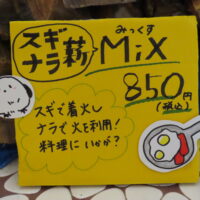 スギ
ナラ薪
みっくす
MiX
850円
(税込)
スギで着火し
ナラで火を利用!
料理にいかが?